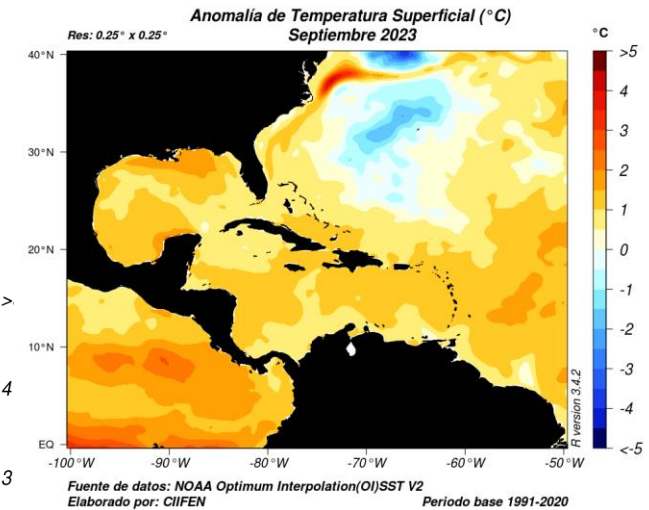 Anomalía de Temperatura Superficial (°C)
Res: 0.25° x 0.25°
Septiembre 2023
°C
40°N
30°N
20°N
10°N
EQ
-100°W
-90°W
-80°W
-70°W
-60°W
-50°W
>5
4
3
2
1
0
-1
-2
-3
-4
<-5
R version 3.4.2
>
4
3
Fuente de datos: NOAA Optimum Interpolation(OI)SST V2
Elaborado por: CIIFEN
Periodo base 1991-2020